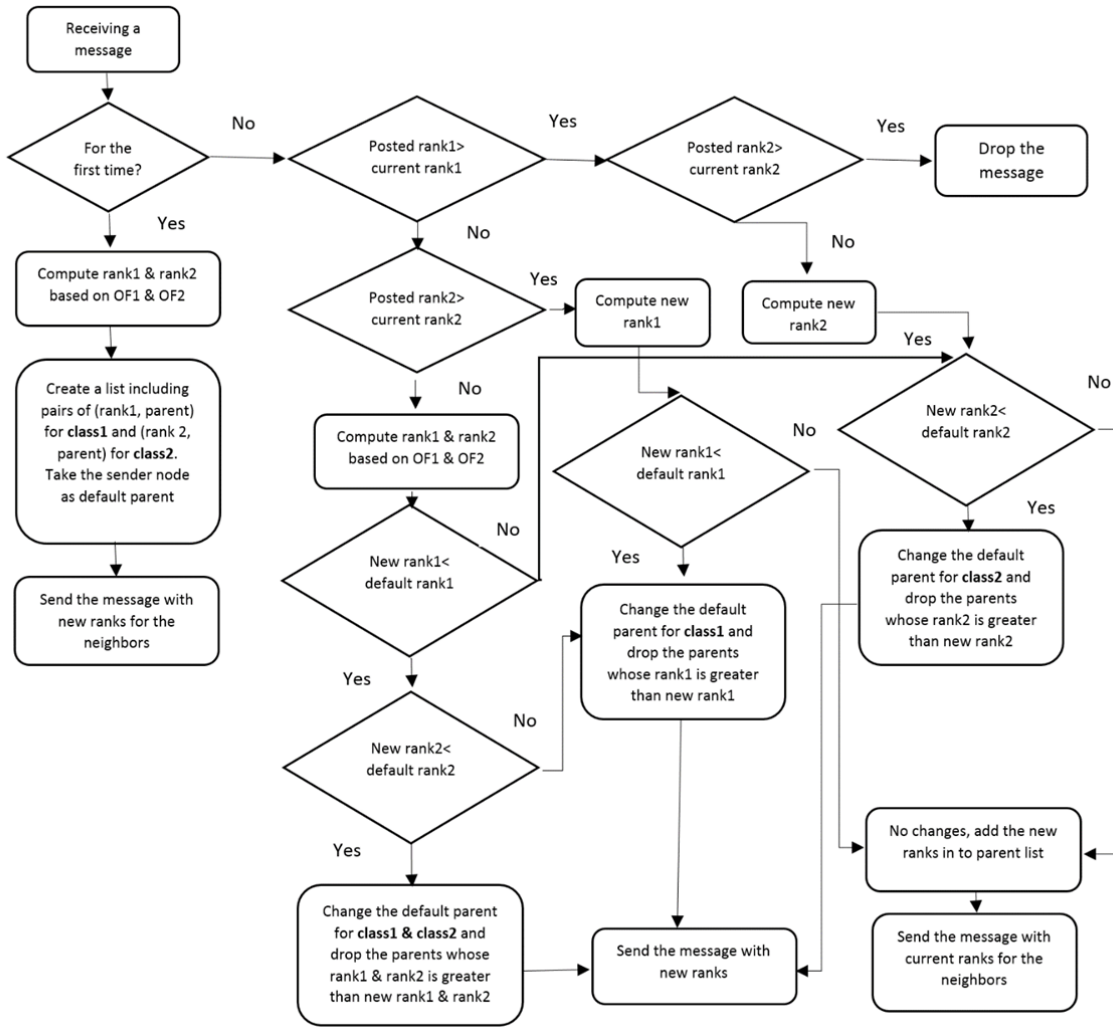 Receiving a
message
For the
first time?
No
Posted rank1>
current rank1
Yes
Posted rank2>
current rank2
Yes
Drop the
message
Yes
Compute rank1 & rank2
based on OF1 & OF2
Create a list including
pairs of (rank1, parent)
for class1 and (rank 2,
parent) for class2.
Take the sender node
as default parent
Send the message with
new ranks for the
neighbors
No
Posted rank2>
current rank2
Yes
Compute new
rank1
No
Compute new
rank2
Yes
New rank2<
default rank2
No
No
Compute rank1 & rank2
based on OF1 & OF2
New rank1<
default rank1
No
New rank1<
default rank1
No
Yes
Change the default
parent for class1 and
drop the parents
whose rank1 is greater
than new rank1
Yes
Change the default
parent for class2 and
drop the parents
whose rank2 is greater
than new rank2
Yes
New rank2<
default rank2
No
Yes
Change the default parent
for class1 & class2 and
drop the parents whose
rank1 & rank2 is greater
than new rank1 & rank2
Send the message with
new ranks
No changes, add the new
ranks in to parent list
Send the message with
current ranks for the
neighbors